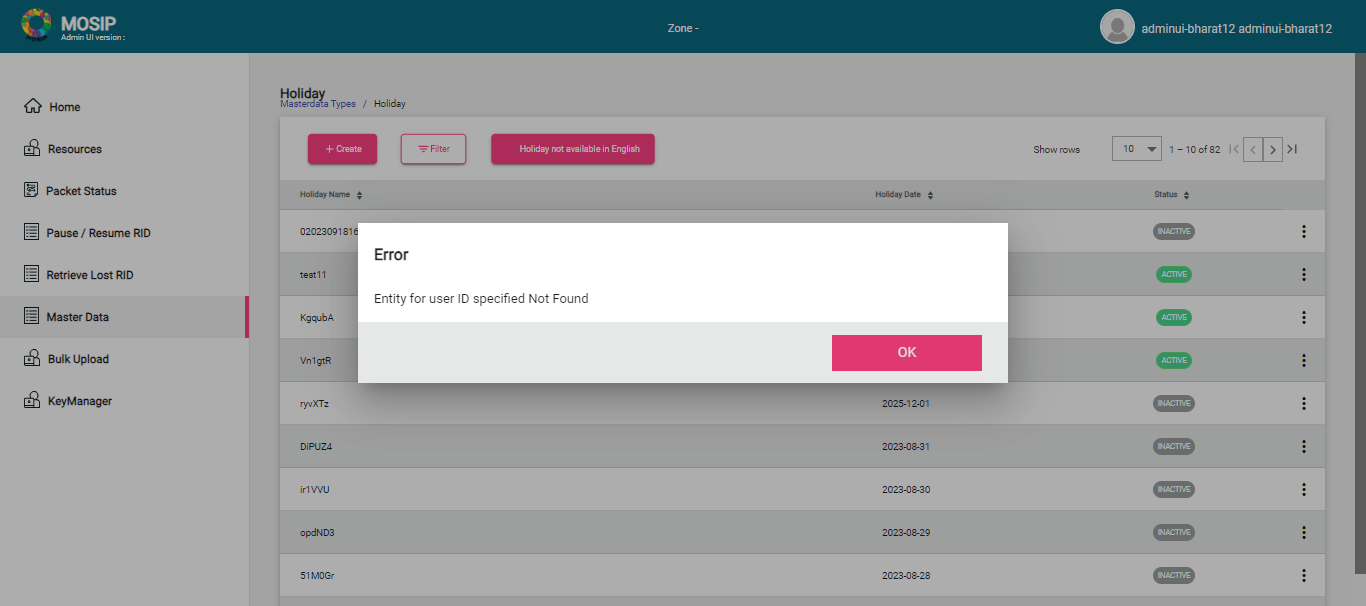 MOSIP
Admin UI version :
Zone -
adminui-bharat12 adminui-bharat12
Home
Resources
Packet Status
Pause / Resume RID
Retrieve Lost RID
Master Data
Bulk Upload
KeyManager
Holiday
Masterdata Types / Holiday
+ Create
Filter
Holiday not available in English
Show rows
10
1 – 10 of 82
Holiday Name
Holiday Date
Status
02023091816
INACTIVE
test11
ACTIVE
KgqubA
ACTIVE
Vn1gtR
ACTIVE
Error
Entity for user ID specified Not Found
OK
ryvXTz
2025-12-01
INACTIVE
DiPUZ4
2023-08-31
INACTIVE
ir1VVU
2023-08-30
INACTIVE
opdND3
2023-08-29
INACTIVE
51M0Gr
2023-08-28
INACTIVE